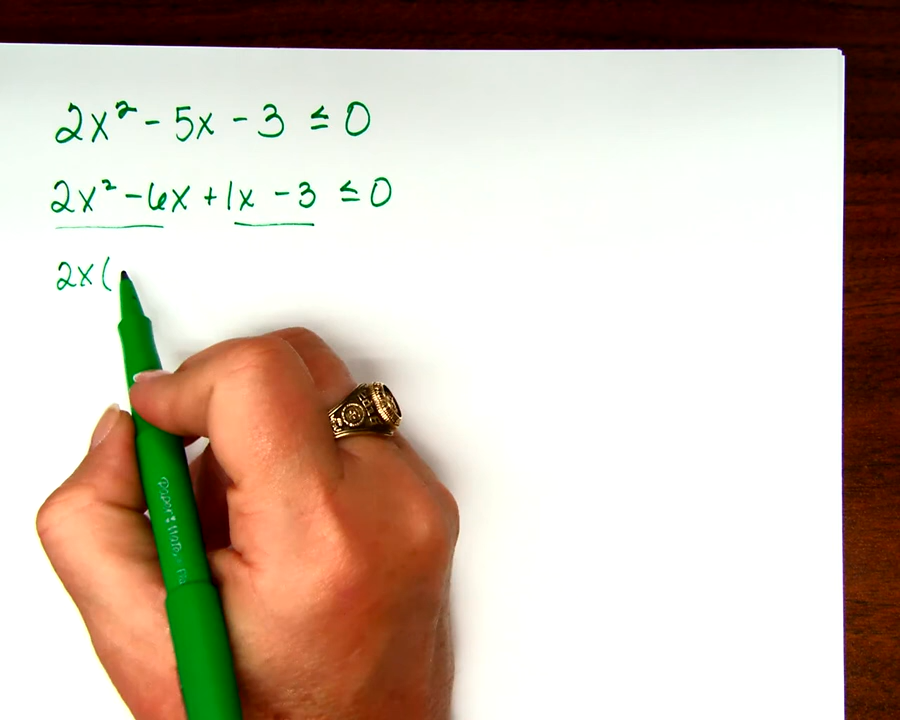 2x² - 5x - 3 ≤ 0
2x² - 6x + 1x - 3 ≤ 0
2x (